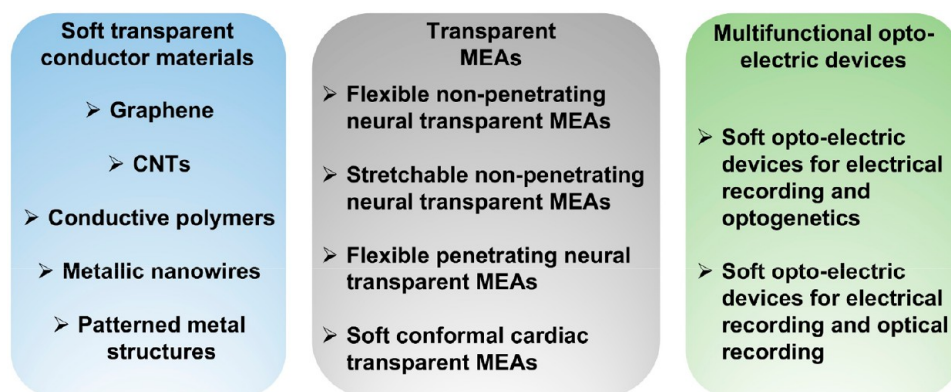 Soft transparent
conductor materials
➢ Graphene
➢ CNTs
➢ Conductive polymers
➢ Metallic nanowires
➢ Patterned metal
structures
Transparent
MEAs
➢ Flexible non-penetrating
neural transparent MEAs
➢ Stretchable non-penetrating
neural transparent MEAs
➢ Flexible penetrating neural
transparent MEAs
➢ Soft conformal cardiac
transparent MEAs
Multifunctional opto-
electric devices
➢ Soft opto-electric
devices for electrical
recording and
optogenetics
➢ Soft opto-electric
devices for electrical
recording and optical
recording